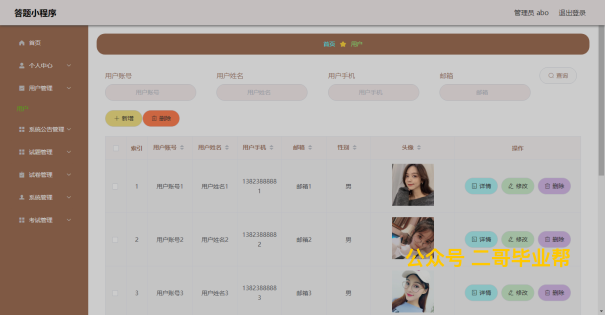 答题小程序 管理员 abo 退出登录
首页
首页 用户
个人中心
用户管理
用户
系统公告管理
试题管理
试卷管理
系统管理
考试管理
用户账号 用户姓名 用户手机 邮箱
用户账号 用户姓名 用户手机 邮箱 查询
新增 删除
索引 用户账号 用户姓名 用户手机 邮箱 性别 头像 操作
1 用户账号1 用户姓名1 13823888881 邮箱1 男 详情 修改 删除
2 用户账号2 用户姓名2 13823888882 邮箱2 男 详情 修改 删除
公众号 二哥毕业帮
3 用户账号3 用户姓名3 13823888883 邮箱3 男 详情 修改 删除